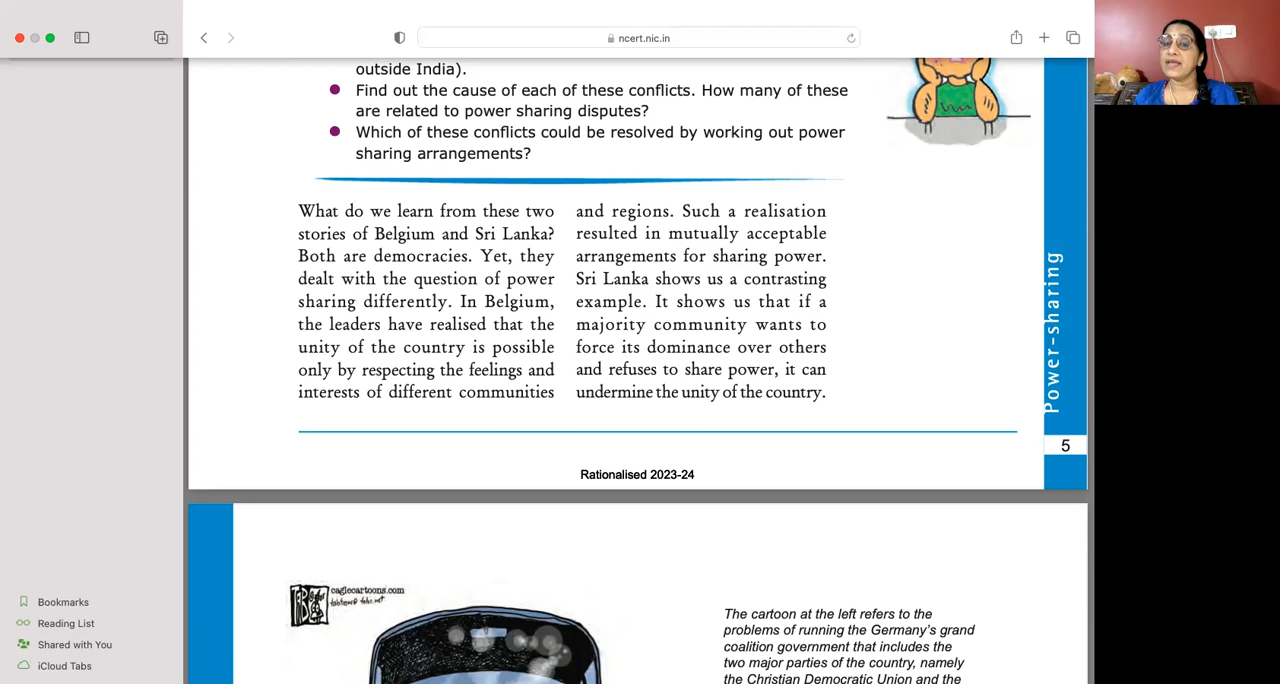 ncert.nic.in
outside India).
Find out the cause of each of these conflicts. How many of these
are related to power sharing disputes?
Which of these conflicts could be resolved by working out power
sharing arrangements?
What do we learn from these two
stories of Belgium and Sri Lanka?
Both are democracies. Yet, they
dealt with the question of power
sharing differently. In Belgium,
the leaders have realised that the
unity of the country is possible
only by respecting the feelings and
interests of different communities
and regions. Such a realisation
resulted in mutually acceptable
arrangements for sharing power.
Sri Lanka shows us a contrasting
example. It shows us that if a
majority community wants to
force its dominance over others
and refuses to share power, it can
undermine the unity of the country.
Power-sharing
5
Rationalised 2023-24
caglecartoons.com
The cartoon at the left refers to the
problems of running the Germany's grand
coalition government that includes the
two major parties of the country, namely
the Christian Democratic Union and the
Bookmarks
Reading List
Shared with You
iCloud Tabs